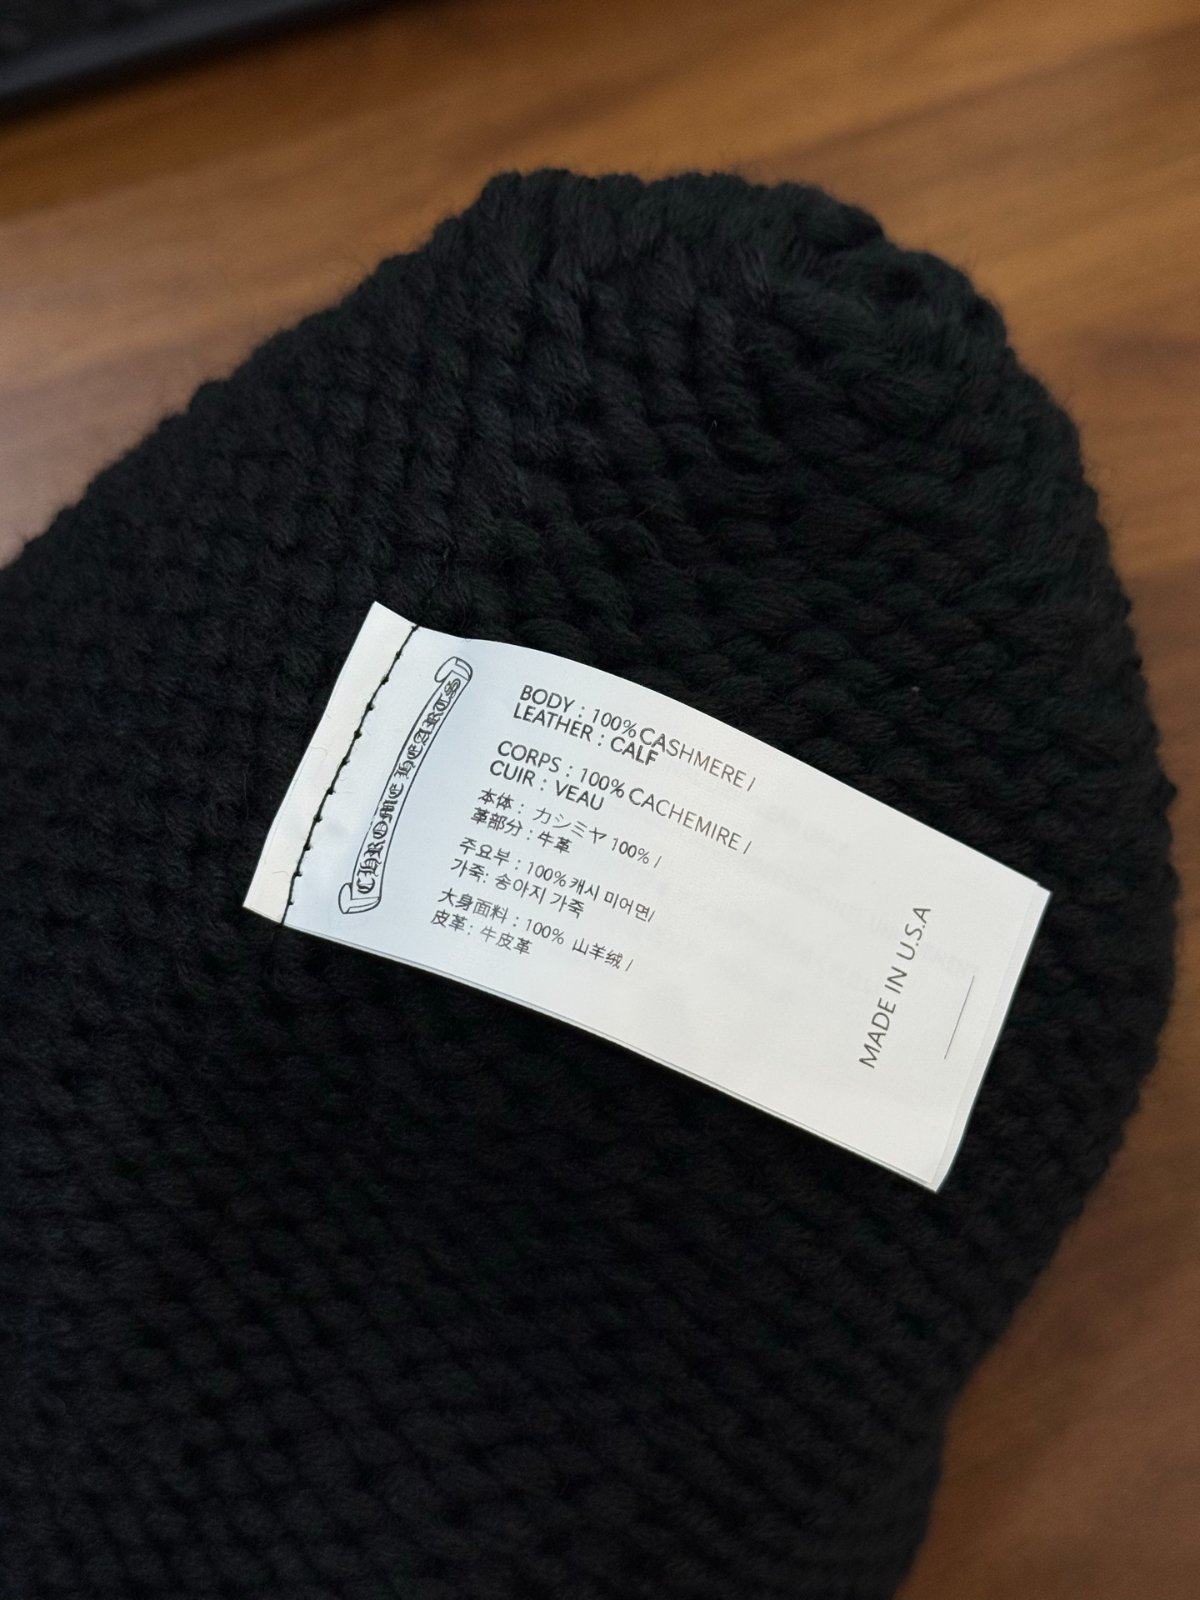 CHROME HEARTS
BODY : 100% CASHMERE /
LEATHER : CALF
CORPS : 100% CACHEMIRE /
CUIR : VEAU
本体 : カシミヤ 100% /
革部分 : 牛革
주요부 : 100% 캐시 미어 면/
가죽: 송아지 가죽
大身面料 : 100% 山羊绒 /
皮革 : 牛皮革
MADE IN U.S.A